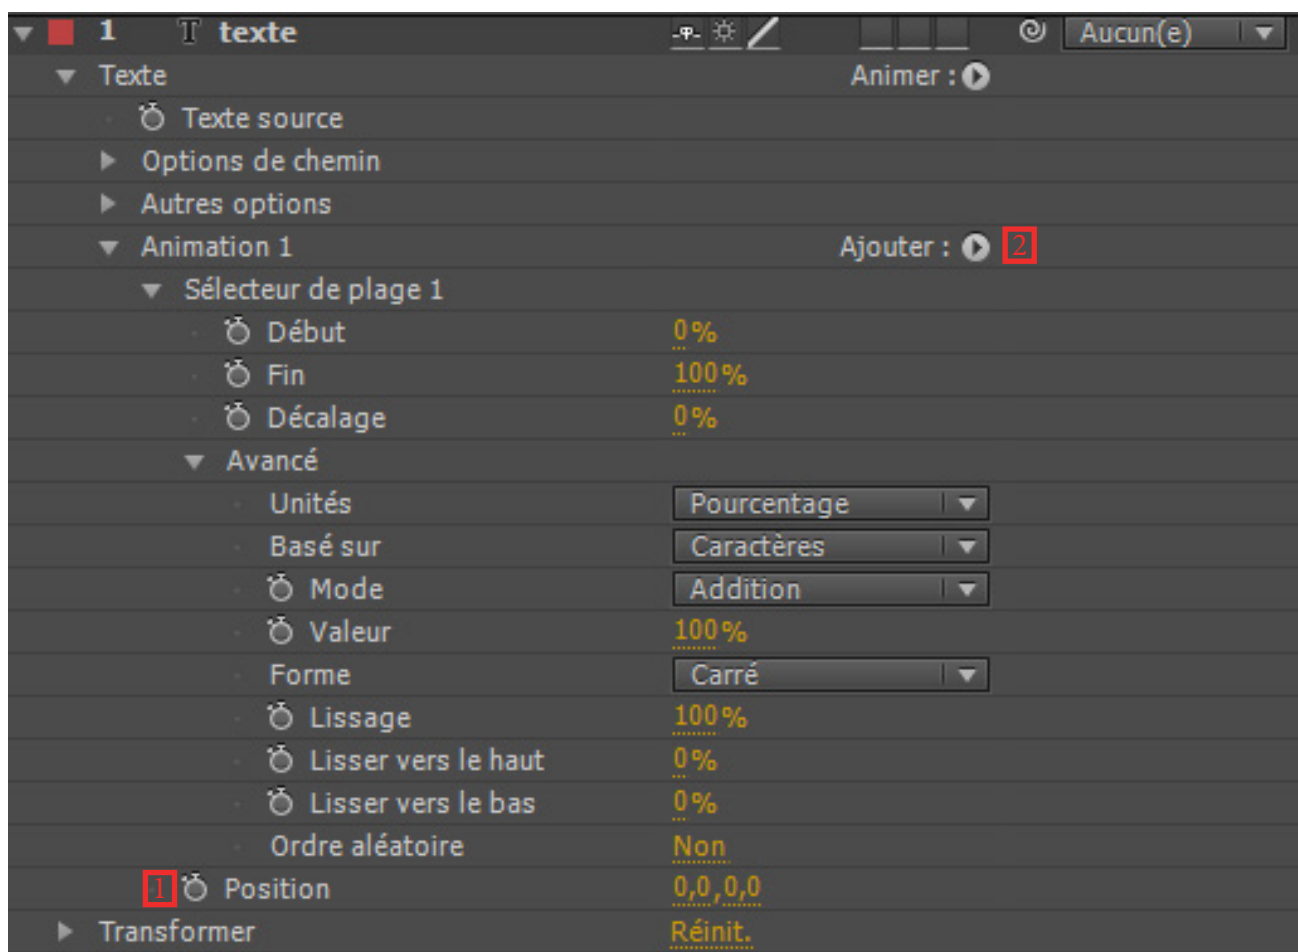 1 T texte Aucun(e)
Texte Animer :
Texte source
Options de chemin
Autres options
Animation 1 Ajouter : 2
Sélecteur de plage 1
Début 0%
Fin 100%
Décalage 0%
Avancé
Unités Pourcentage
Basé sur Caractères
Mode Addition
Valeur 100%
Forme Carré
Lissage 100%
Lisser vers le haut 0%
Lisser vers le bas 0%
Ordre aléatoire Non
1 Position 0,0,0,0
Transformer Réinit.